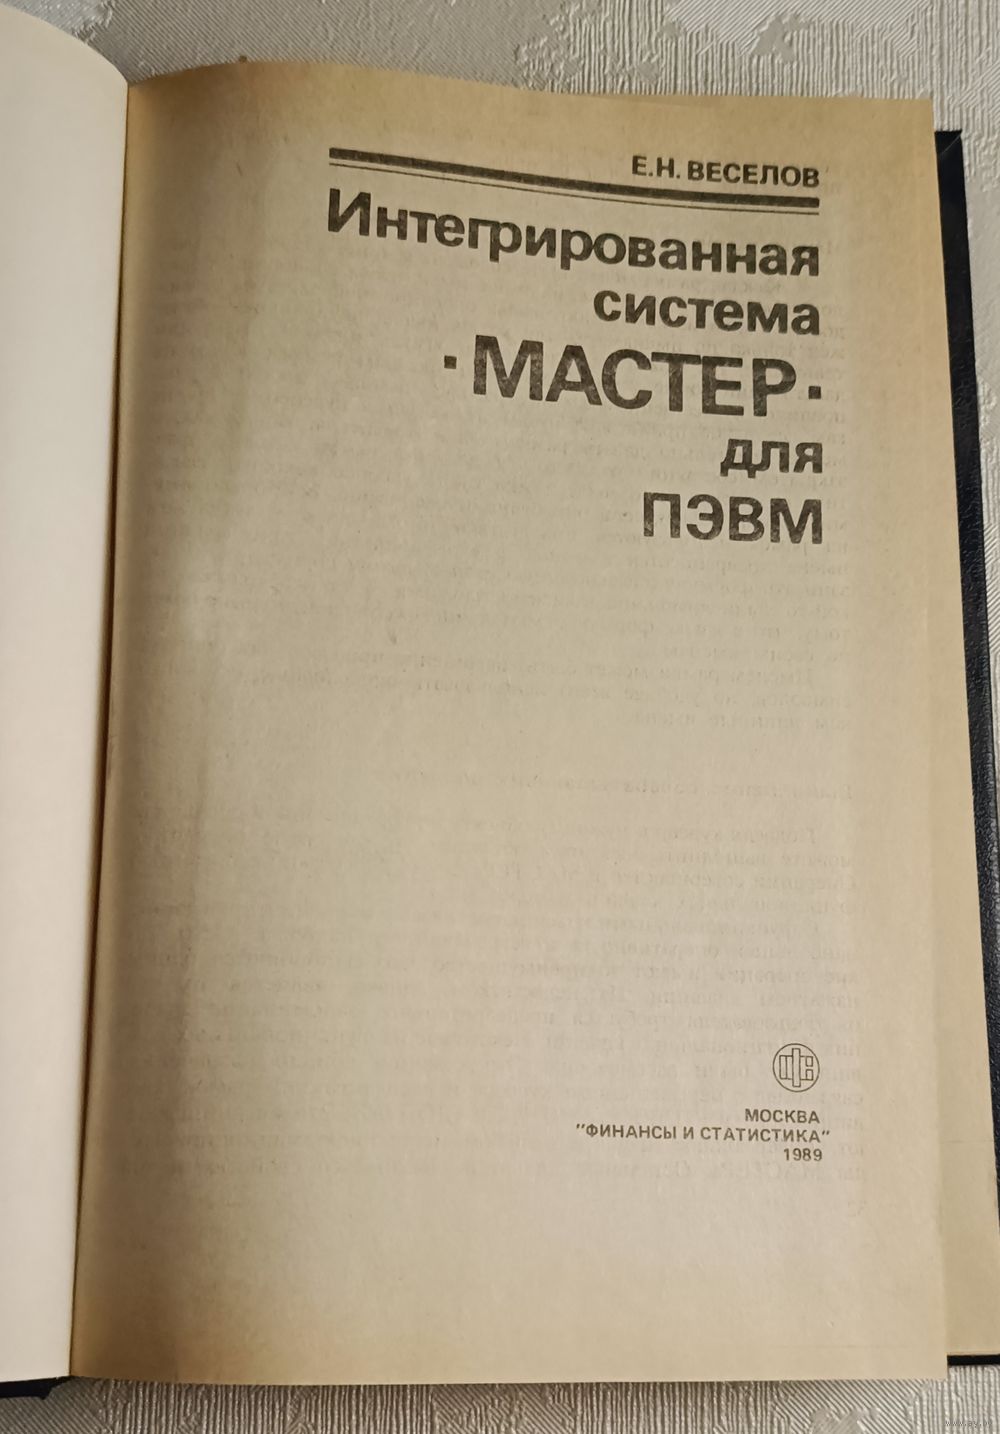 Е.Н. ВЕСЕЛОВ
Интегрированная
система
·МАСТЕР·
для
ПЭВМ
МОСКВА
"ФИНАНСЫ И СТАТИСТИКА"
1989